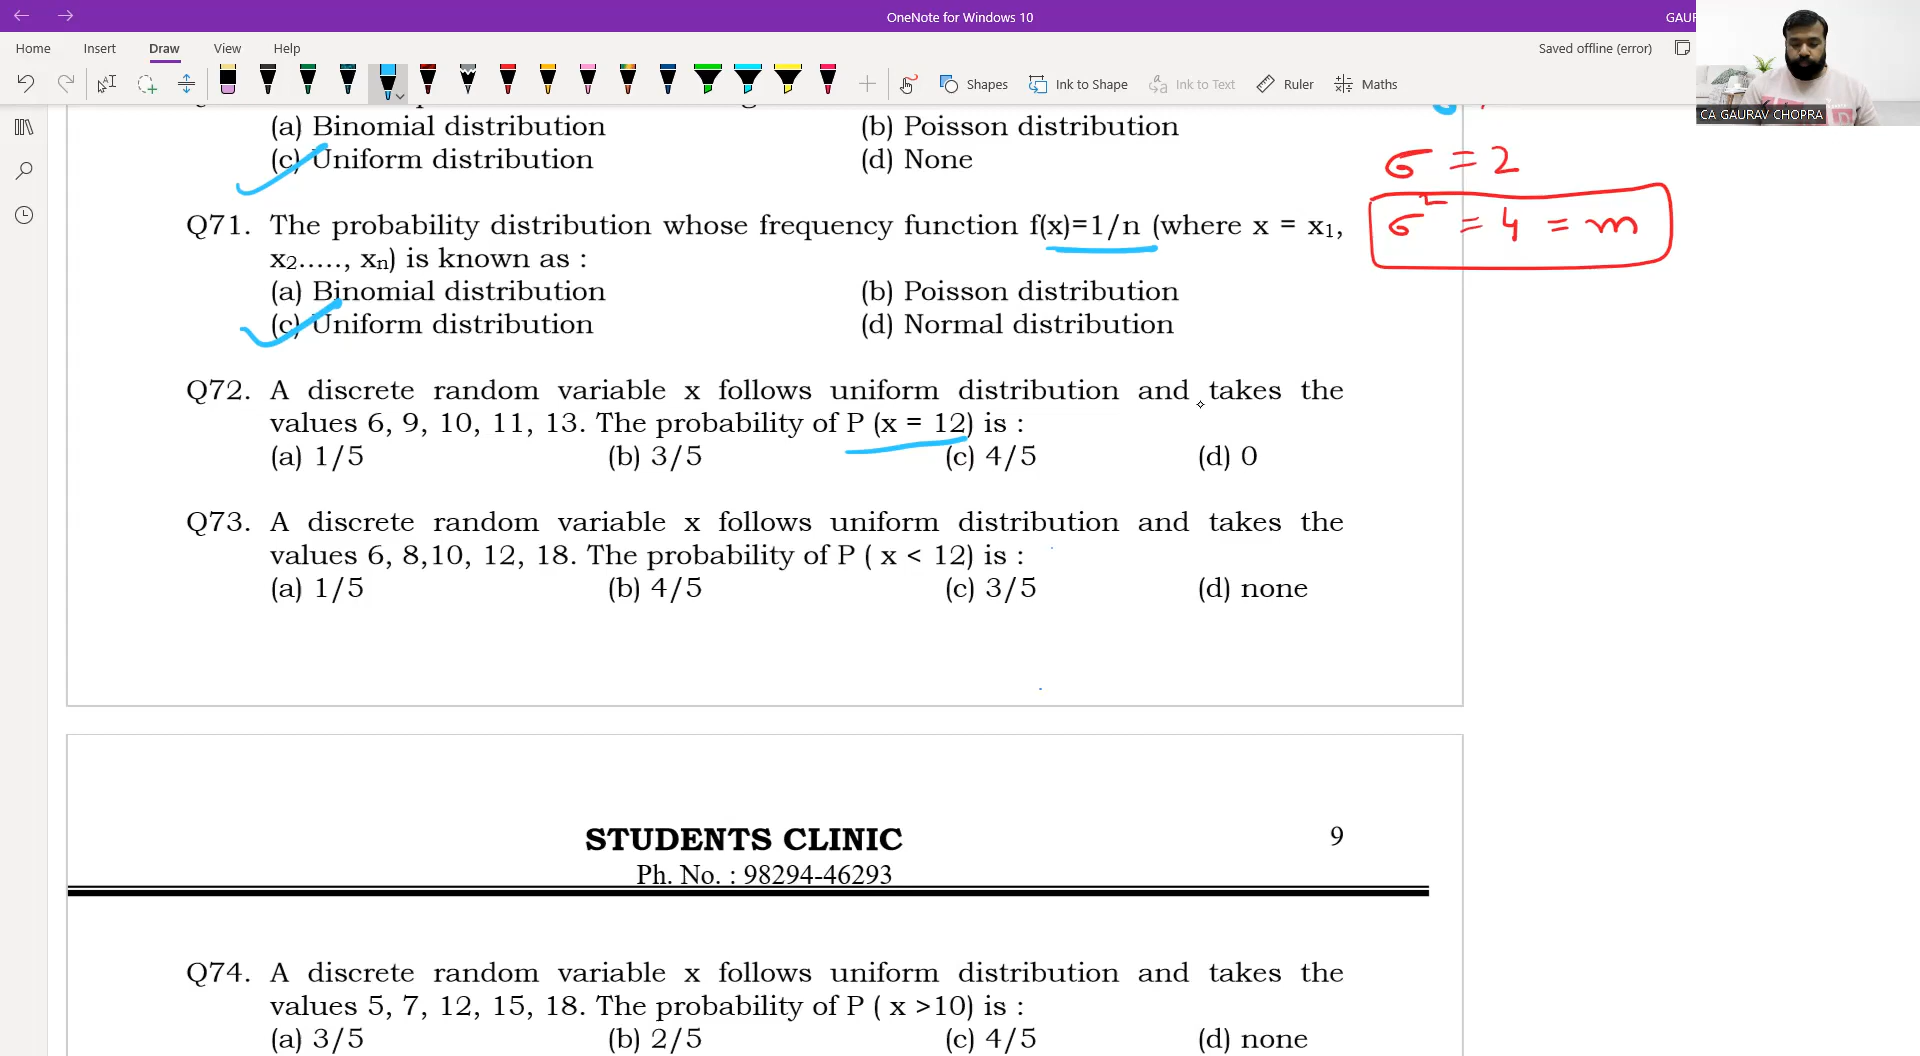 OneNote for Windows 10
GAUR
Home Insert Draw View Help
Saved offline (error)
Shapes Ink to Shape Ink to Text Ruler Maths
CA GAURAV CHOPRA
(a) Binomial distribution (b) Poisson distribution
(c) Uniform distribution (d) None
σ = 2
σ² = 4 = m
Q71. The probability distribution whose frequency function f(x)=1/n (where x = x₁,
x₂....., xₙ) is known as :
(a) Binomial distribution (b) Poisson distribution
(c) Uniform distribution (d) Normal distribution
Q72. A discrete random variable x follows uniform distribution and takes the
values 6, 9, 10, 11, 13. The probability of P (x = 12) is :
(a) 1/5 (b) 3/5 (c) 4/5 (d) 0
Q73. A discrete random variable x follows uniform distribution and takes the
values 6, 8,10, 12, 18. The probability of P ( x < 12) is :
(a) 1/5 (b) 4/5 (c) 3/5 (d) none
STUDENTS CLINIC 9
Ph. No. : 98294-46293
Q74. A discrete random variable x follows uniform distribution and takes the
values 5, 7, 12, 15, 18. The probability of P ( x >10) is :
(a) 3/5 (b) 2/5 (c) 4/5 (d) none